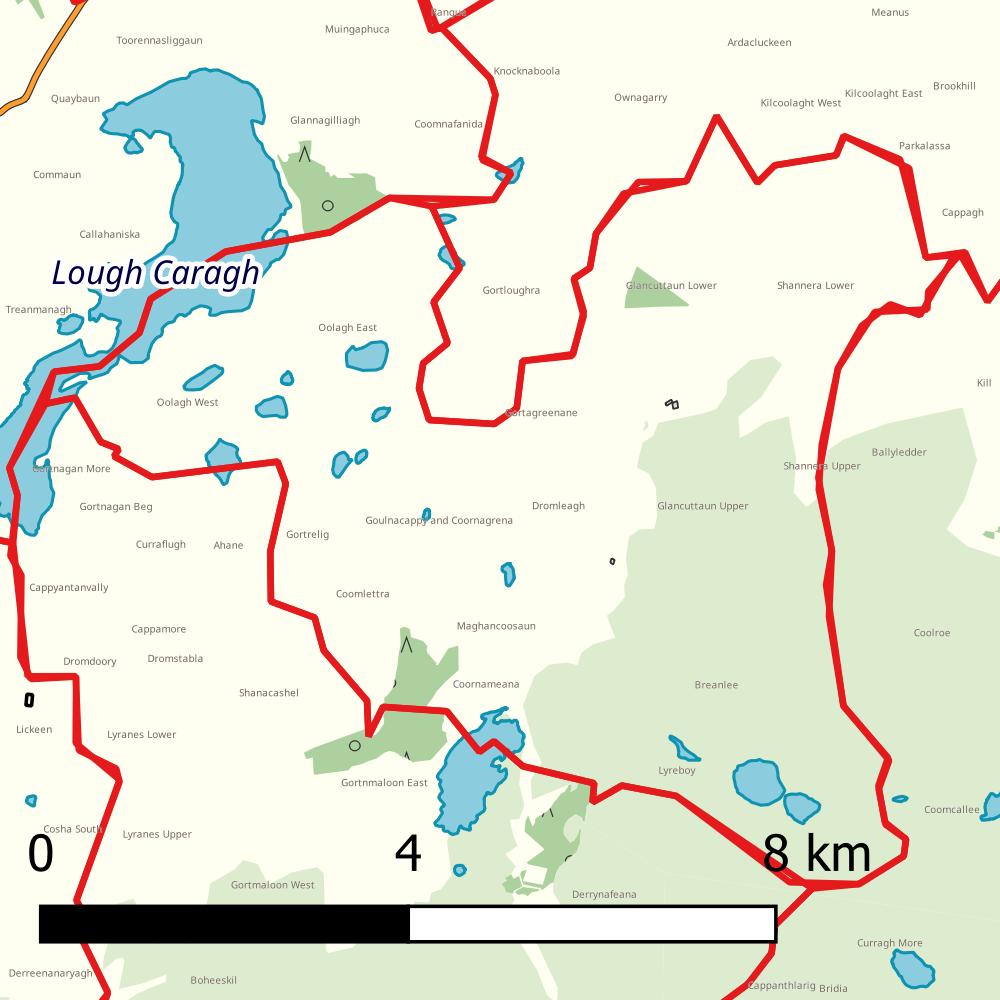 Ranqua
Meanus
Muingaphuca
Toorennasliggaun
Ardacluckeen
Knocknaboola
Brookhill
Kilcoolaght East
Quaybaun
Ownagarry
Kilcoolaght West
Glannagilliagh
Coomnafanida
Parkalassa
Commaun
Cappagh
Callahaniska
Lough Caragh
Gortloughra
Glancuttaun Lower
Shannera Lower
Treanmanagh
Oolagh East
Kill
Oolagh West
Gortagreenane
Ballyledder
Gortnagan More
Shannera Upper
Gortnagan Beg
Dromleagh
Glancuttaun Upper
Goulnacappy and Coornagrena
Gortrelig
Curraflugh
Ahane
Cappyantanvally
Coomlettra
Cappamore
Maghancoosaun
Coolroe
Dromdoory
Dromstabla
Shanacashel
Coornameana
Breanlee
Lickeen
Lyranes Lower
Lyreboy
Gortnmaloon East
Coomcallee
Cosha South
Lyranes Upper
0 4 8 km
Gortmaloon West
Derrynafeana
Curragh More
Derreenanaryagh
Boheeskil
Cappanthlarig
Bridia